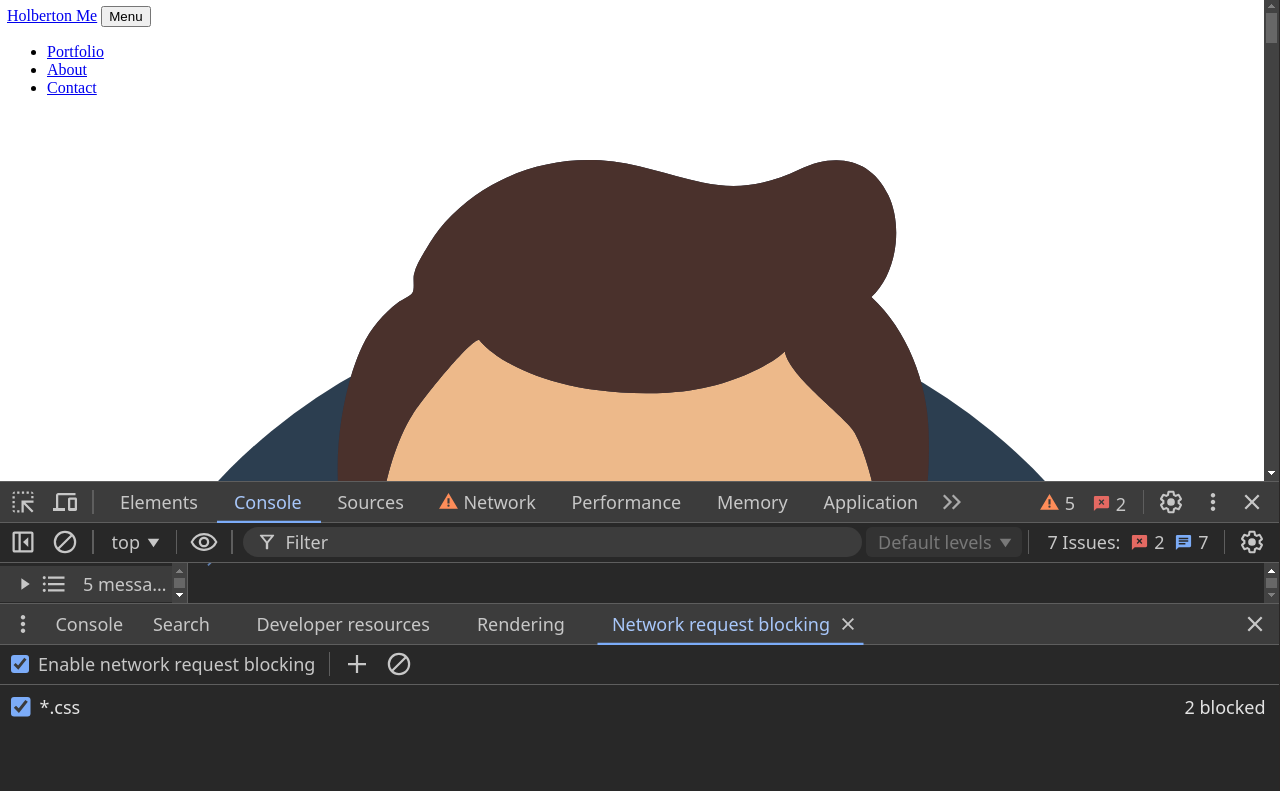 Holberton Me Menu
Portfolio
About
Contact
Elements Console Sources Network Performance Memory Application 5 2
top Filter Default levels 7 Issues: 2 7
5 messa...
Console Search Developer resources Rendering Network request blocking
Enable network request blocking
*.css 2 blocked